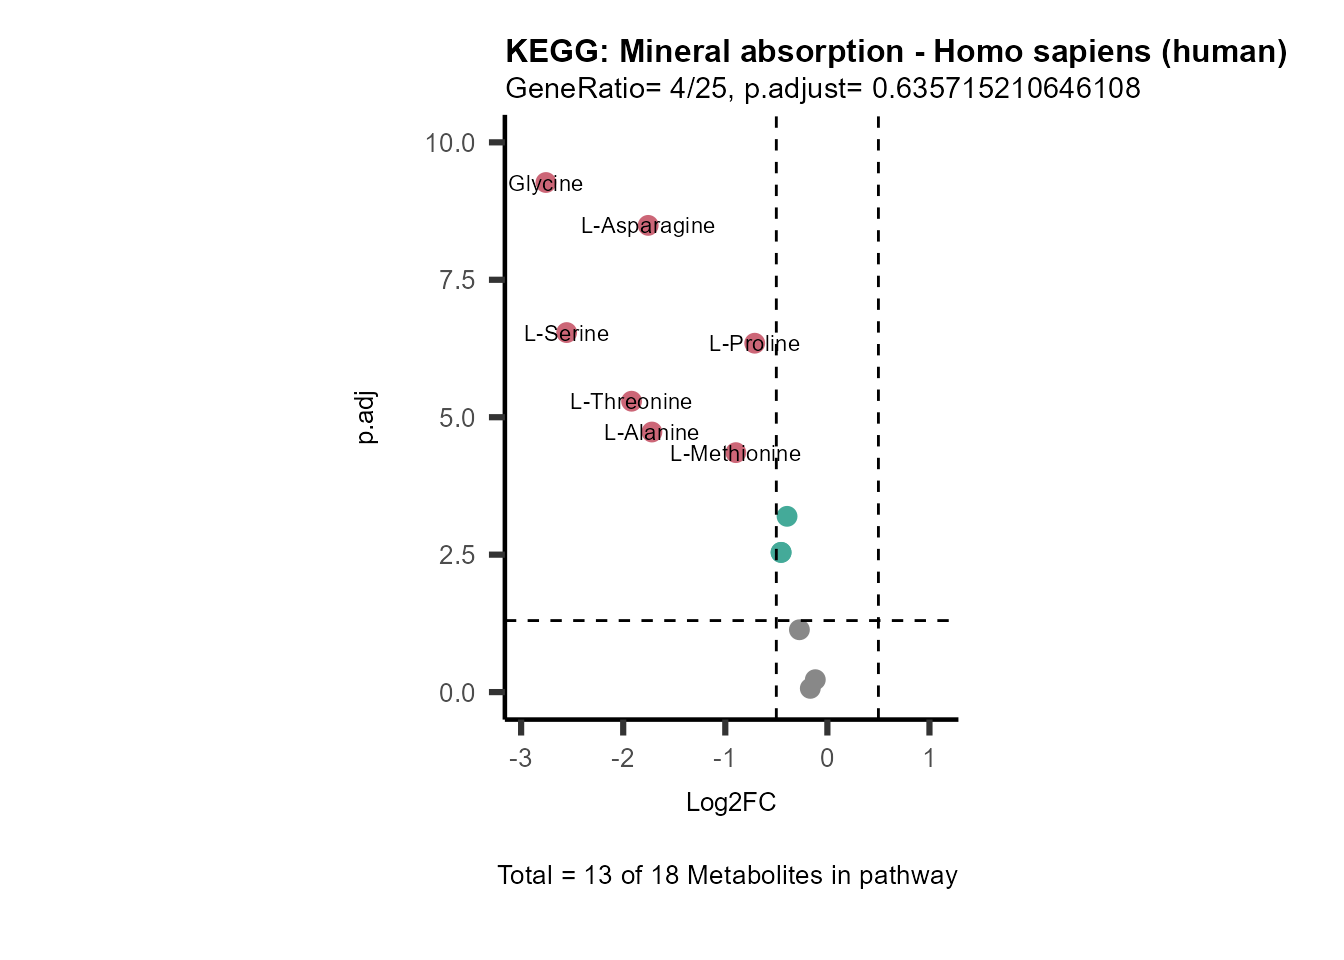 KEGG: Mineral absorption - Homo sapiens (human)
GeneRatio= 4/25, p.adjust= 0.635715210646108
10.0
Glycine
L-Asparagine
7.5
L-Serine
L-Proline
L-Threonine
5.0
L-Alanine
L-Methionine
p.adj
2.5
0.0
-3 -2 -1 0 1
Log2FC
Total = 13 of 18 Metabolites in pathway